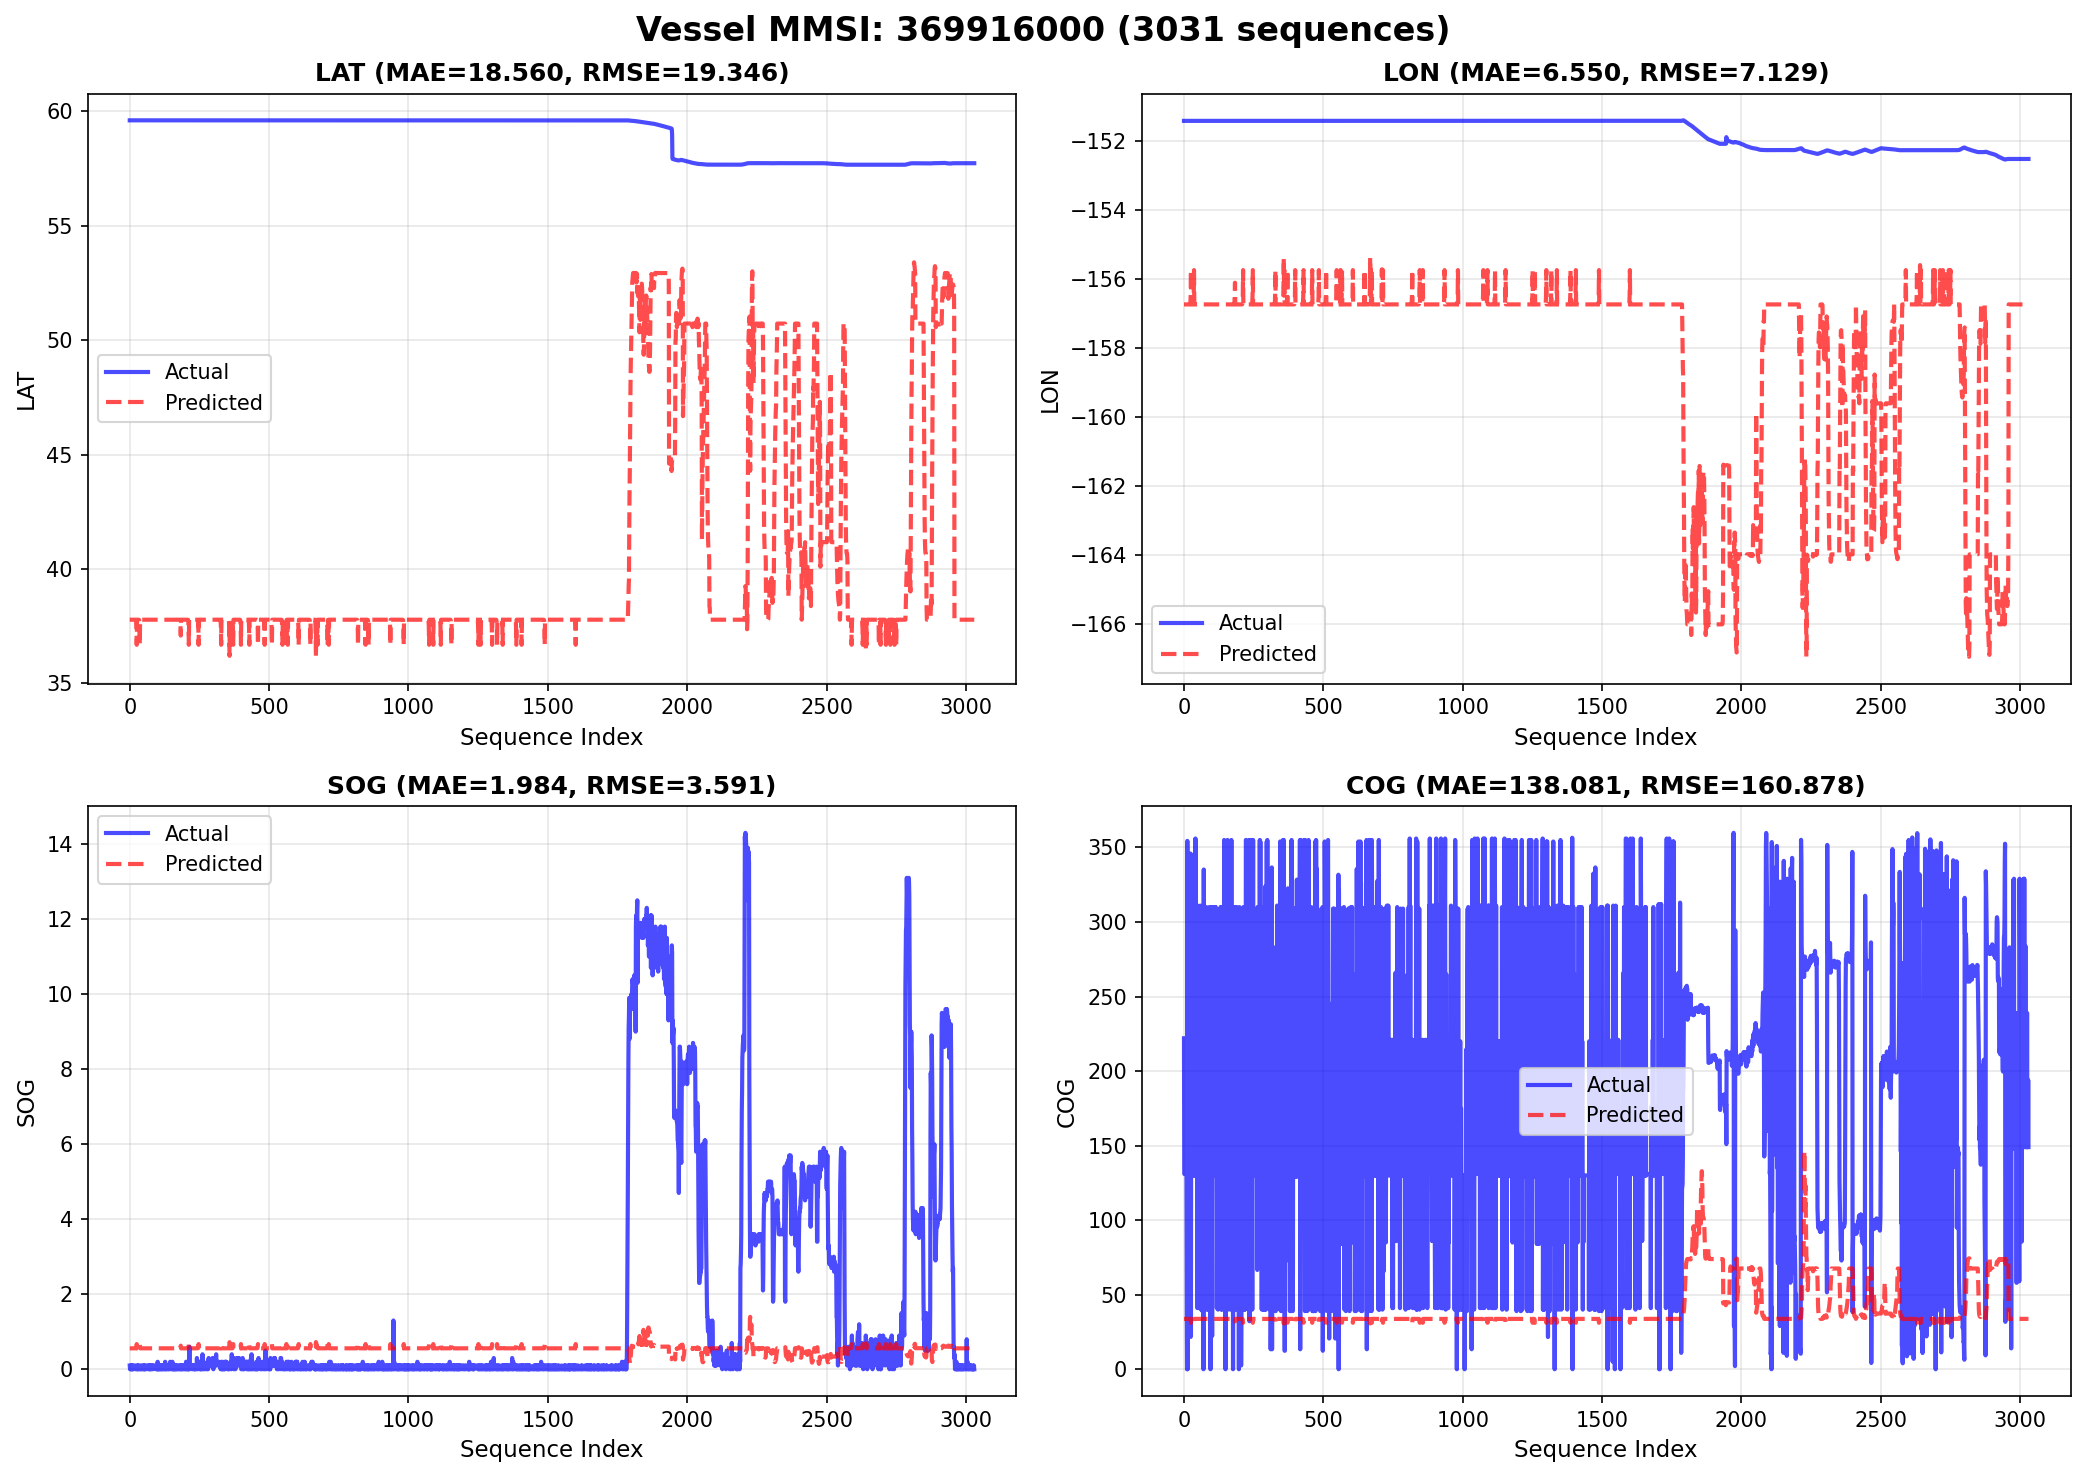 Vessel MMSI: 369916000 (3031 sequences)
LAT (MAE=18.560, RMSE=19.346)
60
55
50
45
40
35
LAT
Actual
Predicted
0 500 1000 1500 2000 2500 3000
Sequence Index
LON (MAE=6.550, RMSE=7.129)
−152
−154
−156
−158
−160
−162
−164
−166
LON
Actual
Predicted
0 500 1000 1500 2000 2500 3000
Sequence Index
SOG (MAE=1.984, RMSE=3.591)
14
12
10
8
6
4
2
0
SOG
Actual
Predicted
0 500 1000 1500 2000 2500 3000
Sequence Index
COG (MAE=138.081, RMSE=160.878)
350
300
250
200
150
100
50
0
COG
Actual
Predicted
0 500 1000 1500 2000 2500 3000
Sequence Index